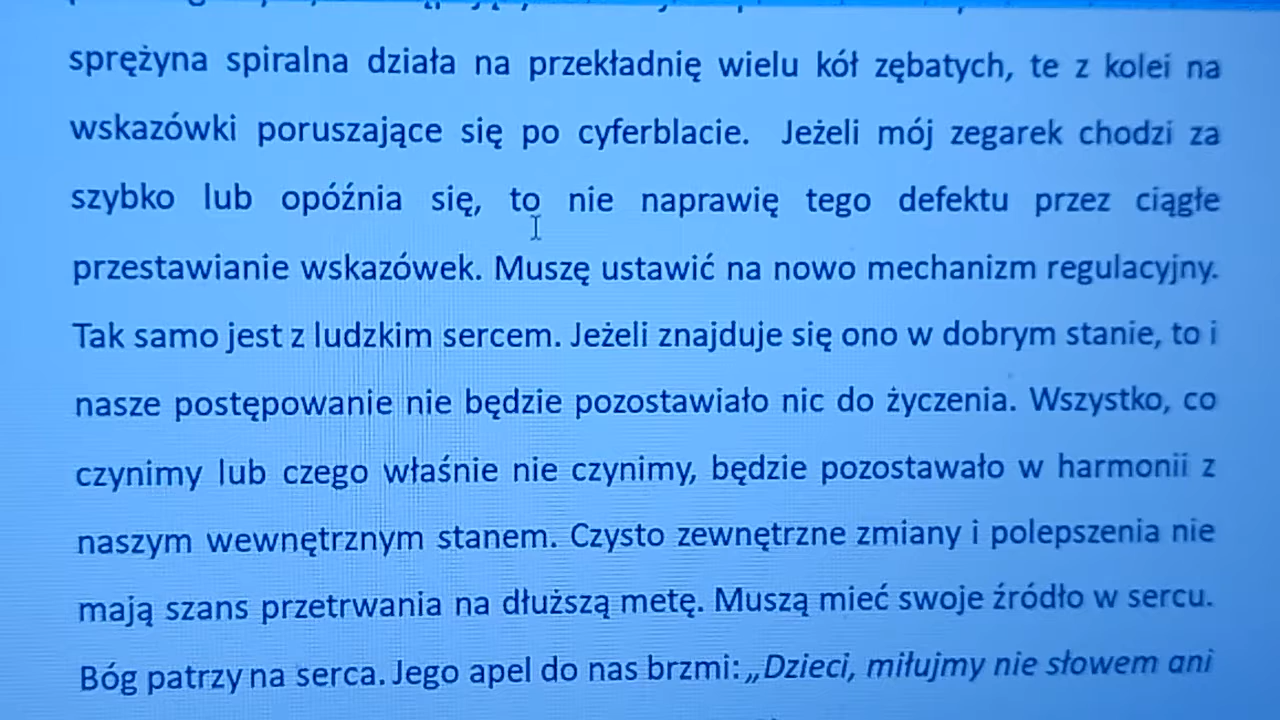 sprężyna spiralna działa na przekładnię wielu kół zębatych, te z kolei na
wskazówki poruszające się po cyferblacie. Jeżeli mój zegarek chodzi za
szybko lub opóźnia się, to nie naprawię tego defektu przez ciągłe
przestawianie wskazówek. Muszę ustawić na nowo mechanizm regulacyjny.
Tak samo jest z ludzkim sercem. Jeżeli znajduje się ono w dobrym stanie, to i
nasze postępowanie nie będzie pozostawiało nic do życzenia. Wszystko, co
czynimy lub czego właśnie nie czynimy, będzie pozostawało w harmonii z
naszym wewnętrznym stanem. Czysto zewnętrzne zmiany i polepszenia nie
mają szans przetrwania na dłuższą metę. Muszą mieć swoje źródło w sercu.
Bóg patrzy na serca. Jego apel do nas brzmi: „Dzieci, miłujmy nie słowem ani